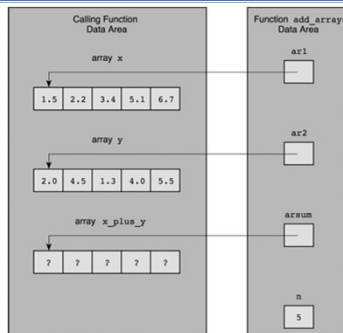 Calling Function
Data Area
Function add_arrays
Data Area
array x
ar1
1.5 2.2 3.4 5.1 6.7
array y
ar2
2.0 4.5 1.3 4.0 5.5
array x_plus_y
arsum
? ? ? ? ?
n
5